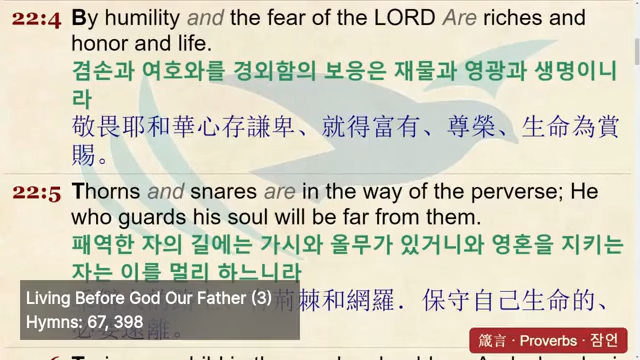 22:4 By humility and the fear of the LORD Are riches and
honor and life.
겸손과 여호와를 경외함의 보응은 재물과 영광과 생명이니
라
敬畏耶和華心存謙卑、就得富有、尊榮、生命為賞
賜。
22:5 Thorns and snares are in the way of the perverse; He
who guards his soul will be far from them.
패역한 자의 길에는 가시와 올무가 있거니와 영혼을 지키는
자는 이를 멀리 하느니라
荊棘和網羅．保守自己生命的、
Living Before God Our Father (3)
Hymns: 67, 398
箴言 · Proverbs · 잠언